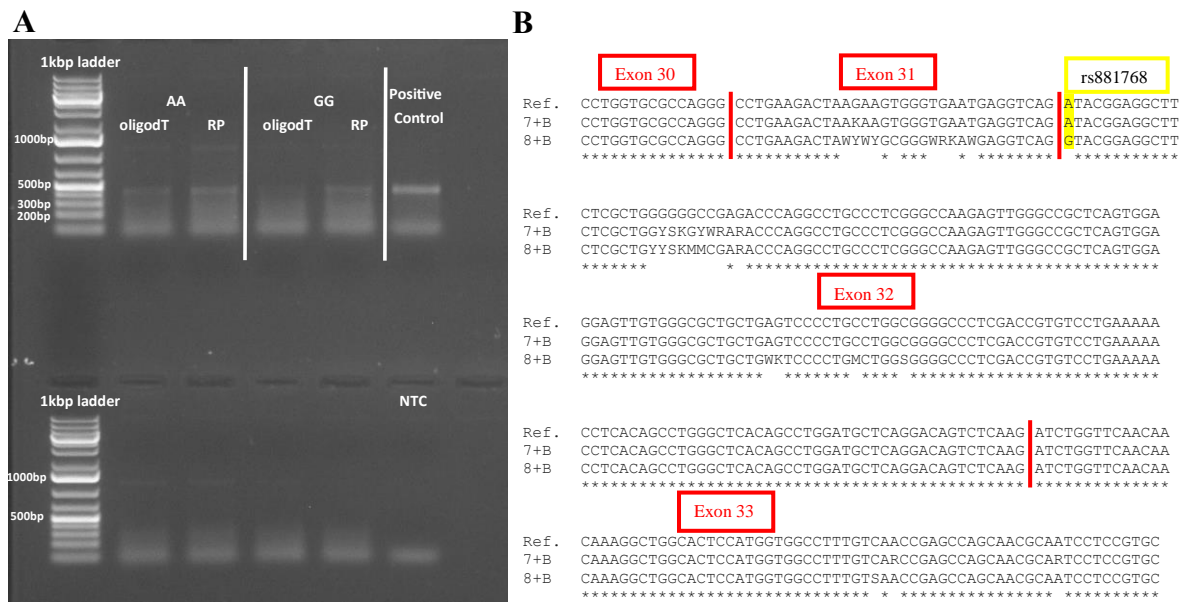 A
1kbp ladder
AA
GG
Positive
Control
oligodT
RP
oligodT
RP
1000bp
500bp
300bp
200bp
1kbp ladder
NTC
1000bp
500bp
B
Exon 30
Exon 31
rs881768
Ref. CCTGGTGCGCCAGGG CCTGAAGACTAAGAAGTGGGTGAATGAGGTCAG ATACGGAGGCTT
7+B CCTGGTGCGCCAGGG CCTGAAGACTAAKAAGTGGGTGAATGAGGTCAG ATACGGAGGCTT
8+B CCTGGTGCGCCAGGG CCTGAAGACTAWYWYGCGGGWRKAWGAGGTCAG GTACGGAGGCTT
*************** *********** * *** * ********* ************
Ref. CTCGCTGGGGGGCCGAGACCCAGGCCTGCCCTCGGGCCAAGAGTTGGGCCGCTCAGTGGA
7+B CTCGCTGGYSKGYWRARACCCAGGCCTGCCCTCGGGCCAAGAGTTGGGCCGCTCAGTGGA
8+B CTCGCTGYYSKMMCGARACCCAGGCCTGCCCTCGGGCCAAGAGTTGGGCCGCTCAGTGGA
******* * *******************************************
Exon 32
Ref. GGAGTTGTGGGCGCTGCTGAGTCCCCTGCCTGGCGGGGCCCTCGACCGTGTCCTGAAAAA
7+B GGAGTTGTGGGCGCTGCTGAGTCCCCTGCCTGGCGGGGCCCTCGACCGTGTCCTGAAAAA
8+B GGAGTTGTGGGCGCTGCTGWKTCCCCTGMCTGGSGGGGCCCTCGACCGTGTCCTGAAAAA
******************* ******* **** **************************
Ref. CCTCACAGCCTGGGCTCACAGCCTGGATGCTCAGGACAGTCTCAAG ATCTGGTTCAACAA
7+B CCTCACAGCCTGGGCTCACAGCCTGGATGCTCAGGACAGTCTCAAG ATCTGGTTCAACAA
8+B CCTCACAGCCTGGGCTCACAGCCTGGATGCTCAGGACAGTCTCAAG ATCTGGTTCAACAA
********************************************** **************
Exon 33
Ref. CAAAGGCTGGCACTCCATGGTGGCCTTTGTCAACCGAGCCAGCAACGCAATCCTCCGTGC
7+B CAAAGGCTGGCACTCCATGGTGGCCTTTGTCAACCGAGCCAGCAACGCARTCCTCCGTGC
8+B CAAAGGCTGGCACTCCATGGTGGCCTTTGTSAACCGAGCCAGCAACGCAATCCTCCGTGC
****************************** ****************** **********